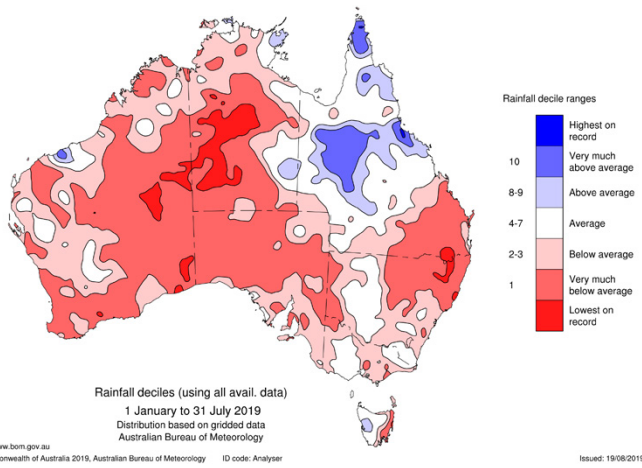 Rainfall decile ranges
Highest on
record
10
Very much
above average
8-9
Above average
4-7
Average
2-3
Below average
1
Very much
below average
Lowest on
record
Rainfall deciles (using all avail. data)
1 January to 31 July 2019
Distribution based on gridded data
Australian Bureau of Meteorology
ww.bom.gov.au
onwealth of Australia 2019, Australian Bureau of Meteorology ID code: Analyser
Issued: 19/08/2019